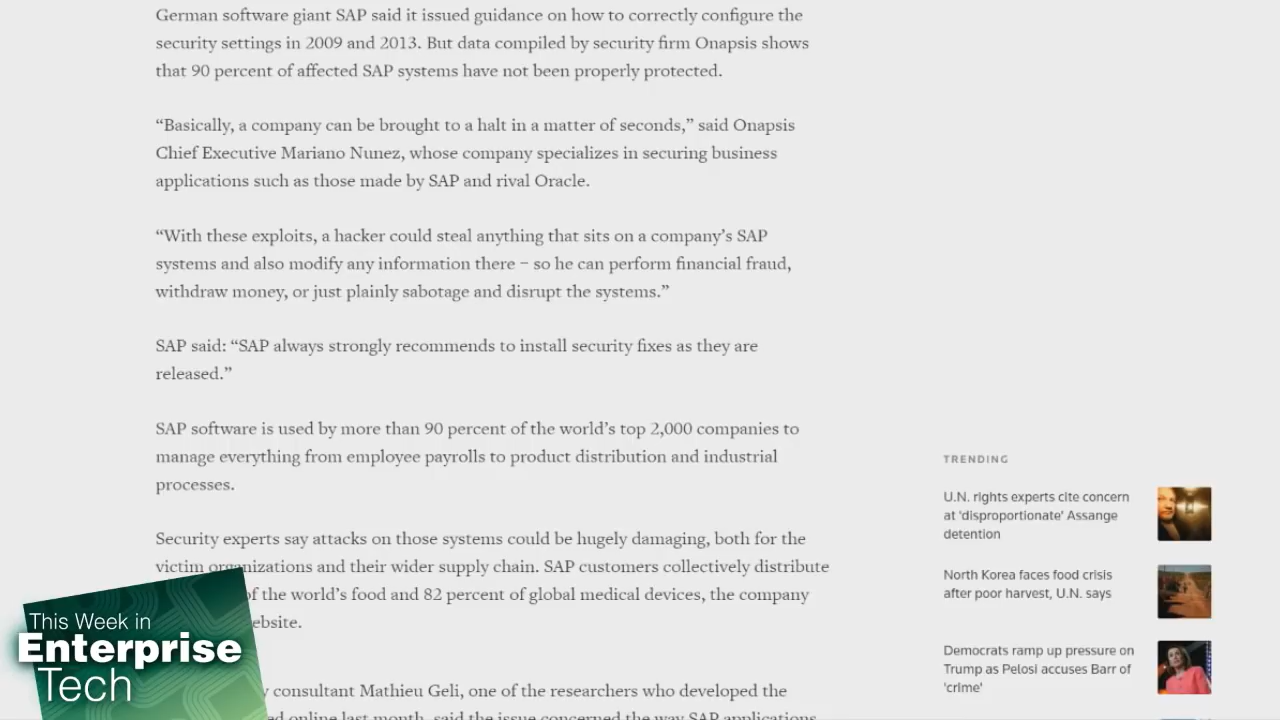 German software giant SAP said it issued guidance on how to correctly configure the
security settings in 2009 and 2013. But data compiled by security firm Onapsis shows
that 90 percent of affected SAP systems have not been properly protected.
“Basically, a company can be brought to a halt in a matter of seconds,” said Onapsis
Chief Executive Mariano Nunez, whose company specializes in securing business
applications such as those made by SAP and rival Oracle.
“With these exploits, a hacker could steal anything that sits on a company’s SAP
systems and also modify any information there – so he can perform financial fraud,
withdraw money, or just plainly sabotage and disrupt the systems.”
SAP said: “SAP always strongly recommends to install security fixes as they are
released.”
SAP software is used by more than 90 percent of the world’s top 2,000 companies to
manage everything from employee payrolls to product distribution and industrial
processes.
Security experts say attacks on those systems could be hugely damaging, both for the
victim organizations and their wider supply chain. SAP customers collectively distribute
of the world’s food and 82 percent of global medical devices, the company
consultant Mathieu Geli, one of the researchers who developed the
online last month, said the issue concerned the way SAP applications
TRENDING
U.N. rights experts cite concern
at 'disproportionate' Assange
detention
North Korea faces food crisis
after poor harvest, U.N. says
Democrats ramp up pressure on
Trump as Pelosi accuses Barr of
'crime'
This Week in
Enterprise
Tech